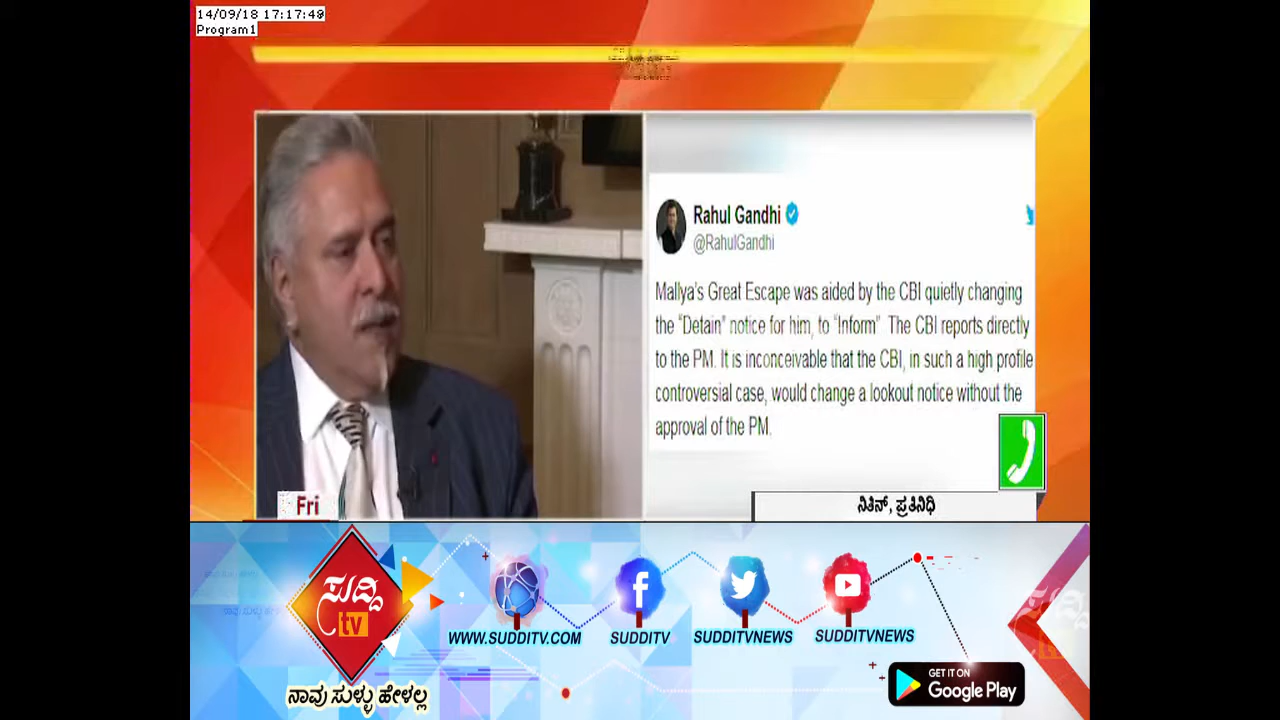 14/09/18 17:17:49
Program1
Rahul Gandhi
@RahulGandhi
Mallya's Great Escape was aided by the CBI quietly changing
the "Detain" notice for him, to "Inform" The CBI reports directly
to the PM. It is inconceivable that the CBI, in such a high profile
controversial case, would change a lookout notice without the
approval of the PM.
Fri
ನಿತಿನ್, ಪ್ರತಿನಿಧಿ
ಸುದ್ದಿ
tv
ನಾವು ಸುಳ್ಳು ಹೇಳಲ್ಲ
WWW.SUDDITV.COM
SUDDITV
SUDDITVNEWS
SUDDITVNEWS
GET IT ON
Google Play